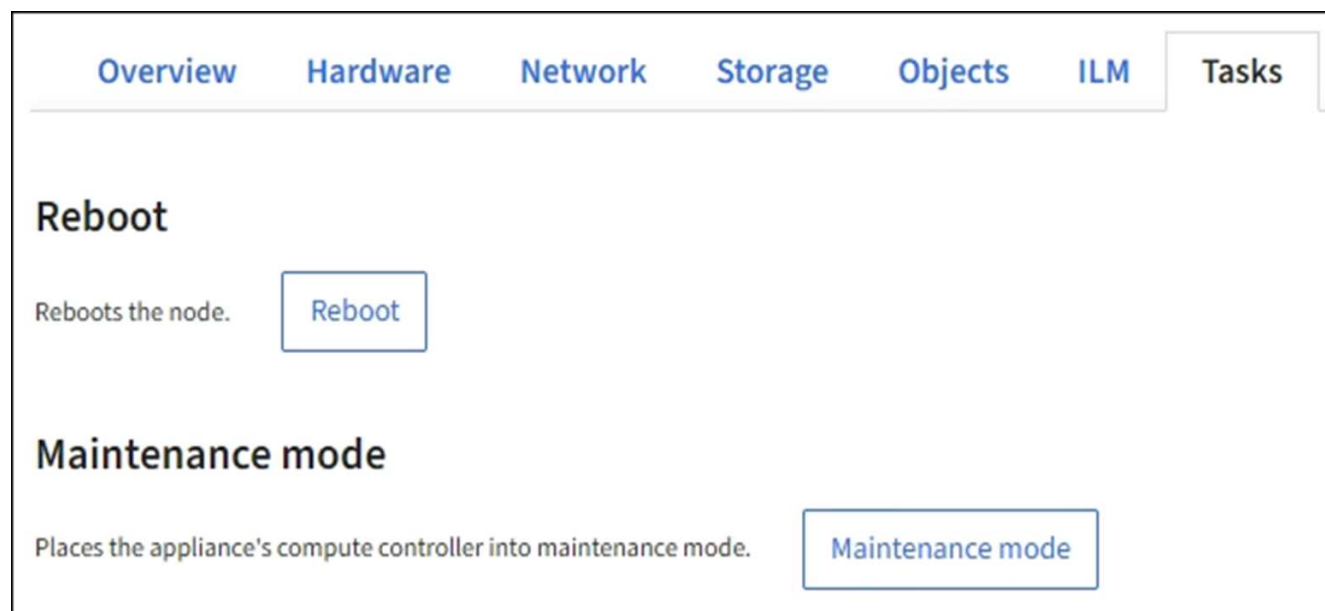 Overview Hardware Network Storage Objects ILM Tasks
Reboot
Reboots the node. Reboot
Maintenance mode
Places the appliance's compute controller into maintenance mode. Maintenance mode